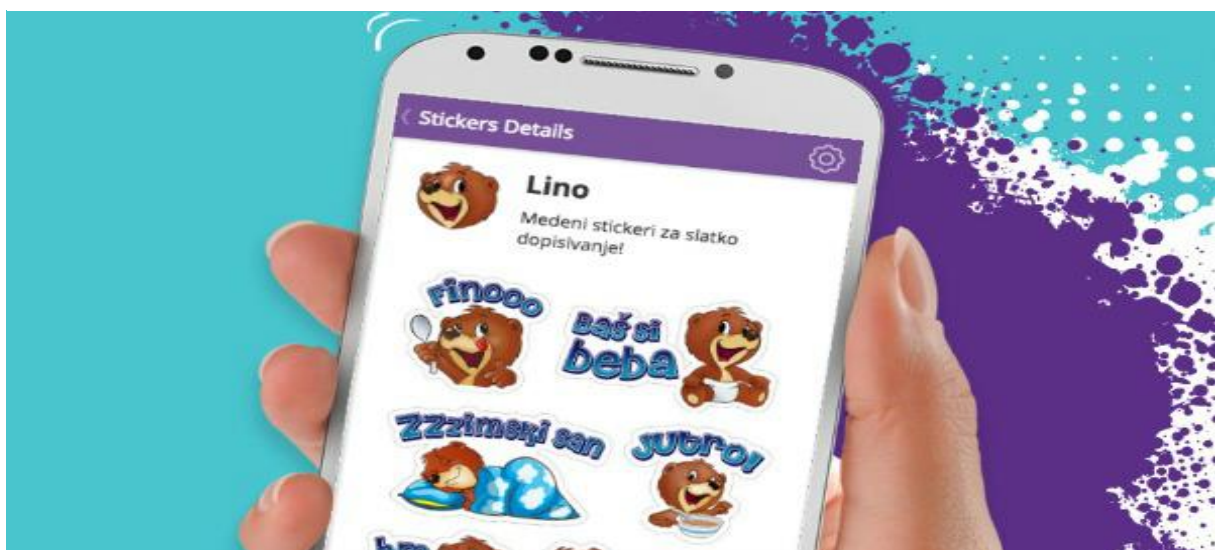 Stickers Details
Lino
Medeni stickeri za slatko
dopisivanje!
Finooo
Baš si
beba
zzzimski san
Jutro!